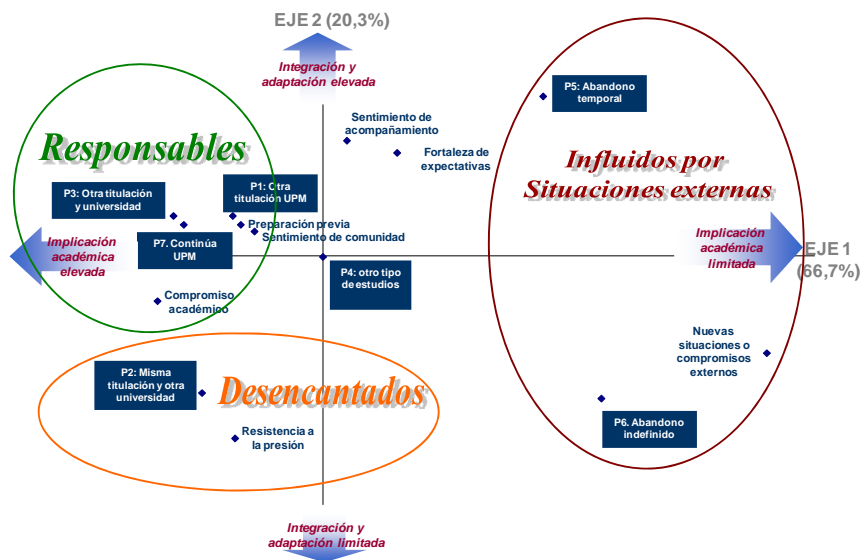 EJE 2 (20,3%)
Integración y
adaptación elevada
P5: Abandono
temporal
Sentimiento de
acompañamiento
Fortaleza de
expectativas
Responsables
Influidos por
Situaciones externas
P3: Otra titulación
y universidad
P1: Otra
titulación UPM
Preparación previa
Sentimiento de comunidad
P7. Continúa
UPM
Implicación
académica
elevada
Implicación
académica
limitada
EJE 1
(66,7%)
P4: otro tipo
de estudios
Compromiso
académico
Nuevas
situaciones o
compromisos
externos
P2: Misma
titulación y otra
universidad
Desencantados
P6. Abandono
indefinido
Resistencia a
la presión
Integración y
adaptación limitada